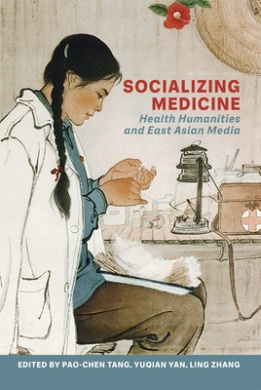 SOCIALIZING
MEDICINE
Health Humanities
and East Asian Media
EDITED BY PAO-CHEN TANG, YUQIAN YAN, LING ZHANG